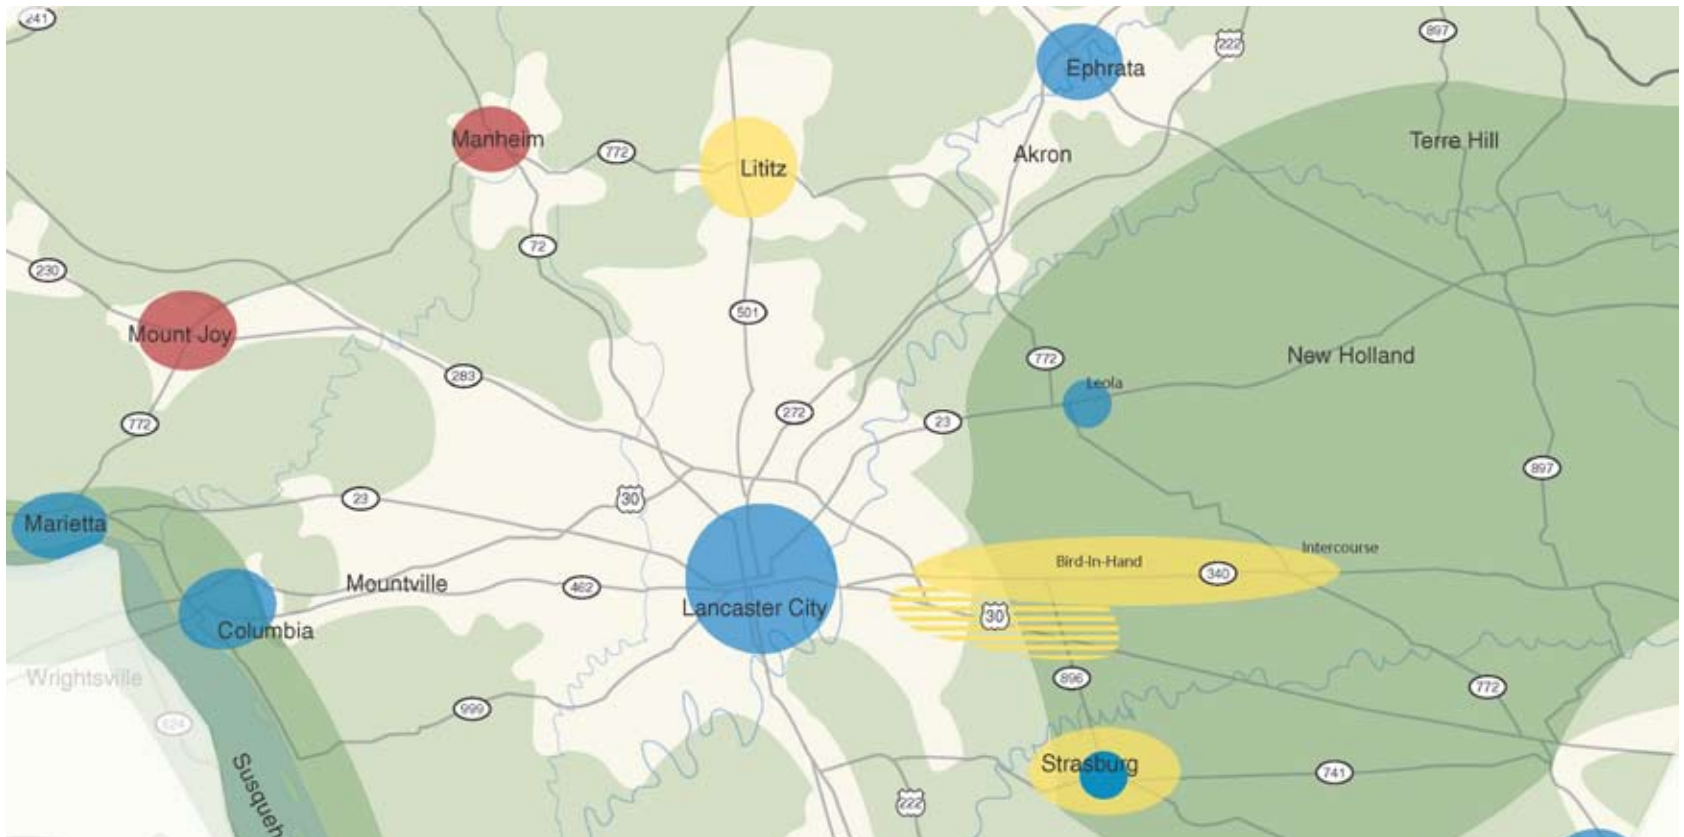 241
222
897
Ephrata
Manheim
772
Lititz
Akron
Terre Hill
72
230
501
Mount Joy
772
New Holland
283
Leola
272
23
772
897
23
30
Marietta
Bird-In-Hand
Intercourse
340
Mountville
462
Lancaster City
30
Columbia
Wrightsville
896
772
999
624
Strasburg
741
Susqueh
222